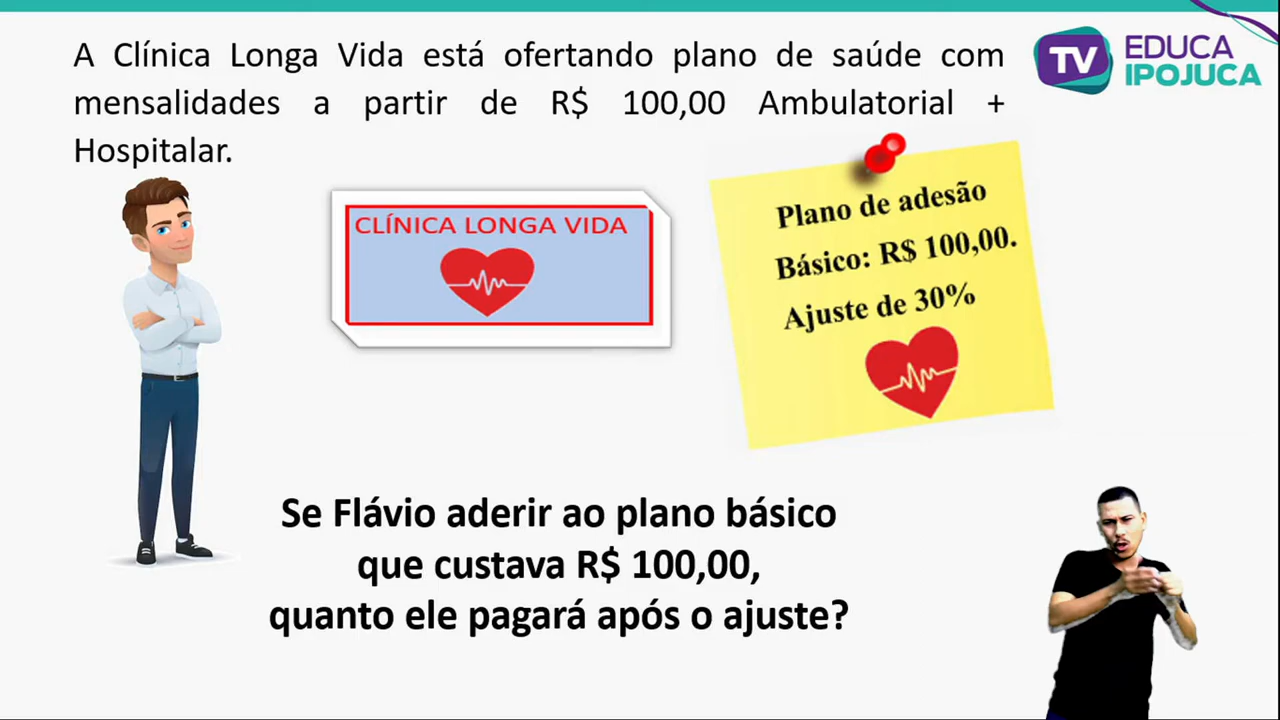 A Clínica Longa Vida está ofertando plano de saúde com
mensalidades a partir de R$ 100,00 Ambulatorial +
Hospitalar.
TV EDUCA
IPOJUCA
CLÍNICA LONGA VIDA
Plano de adesão
Básico: R$ 100,00.
Ajuste de 30%
Se Flávio aderir ao plano básico
que custava R$ 100,00,
quanto ele pagará após o ajuste?